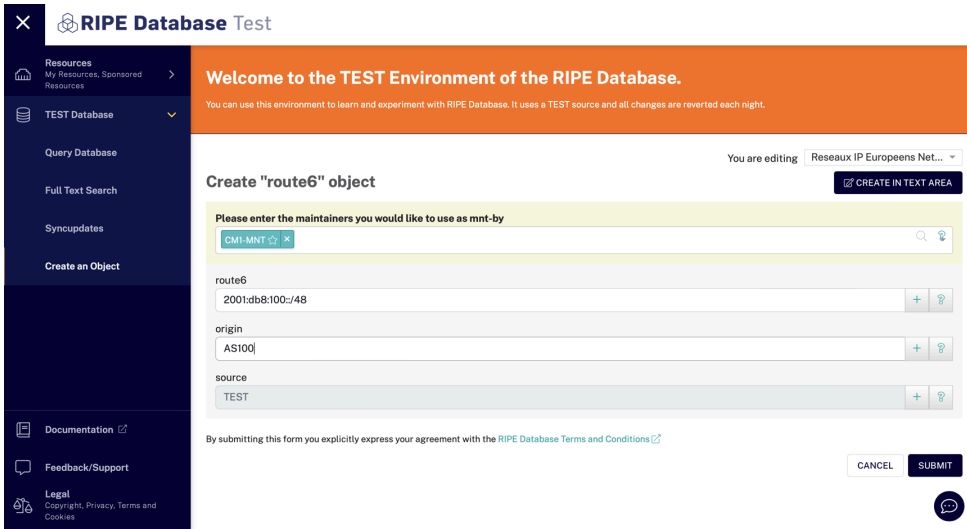 RIPE Database Test
Resources
My Resources, Sponsored
Resources
TEST Database
Query Database
Full Text Search
Syncupdates
Create an Object
Documentation
Feedback/Support
Legal
Copyright, Privacy, Terms and
Cookies
Welcome to the TEST Environment of the RIPE Database.
You can use this environment to learn and experiment with RIPE Database. It uses a TEST source and all changes are reverted each night.
You are editing Reseaux IP Europeens Net...
Create "route6" object
CREATE IN TEXT AREA
Please enter the maintainers you would like to use as mnt-by
CM1-MNT ×
route6
2001:db8:100::/48
origin
AS100
source
TEST
By submitting this form you explicitly express your agreement with the RIPE Database Terms and Conditions
CANCEL SUBMIT